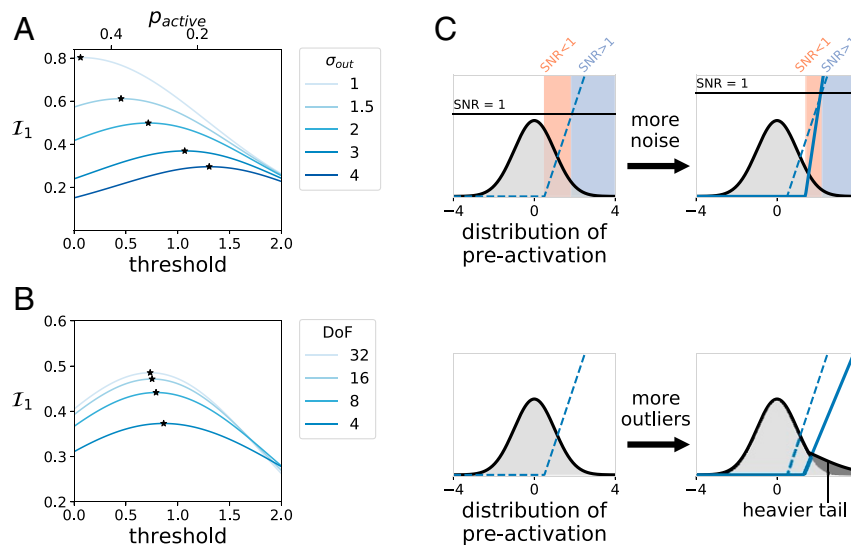 A
p_active
0.4 0.2
0.8
0.6
0.4
0.2
I₁
0.0 0.5 1.0 1.5 2.0
threshold
σ_out
1
1.5
2
3
4
B
0.6
0.5
0.4
0.3
0.2
I₁
0.0 0.5 1.0 1.5 2.0
threshold
DoF
32
16
8
4
C
SNR<1
SNR>1
SNR = 1
−4 0 4
distribution of
pre-activation
more
noise
SNR<1
SNR>1
SNR = 1
−4 0 4
−4 0 4
distribution of
pre-activation
more
outliers
−4 0 4
heavier tail